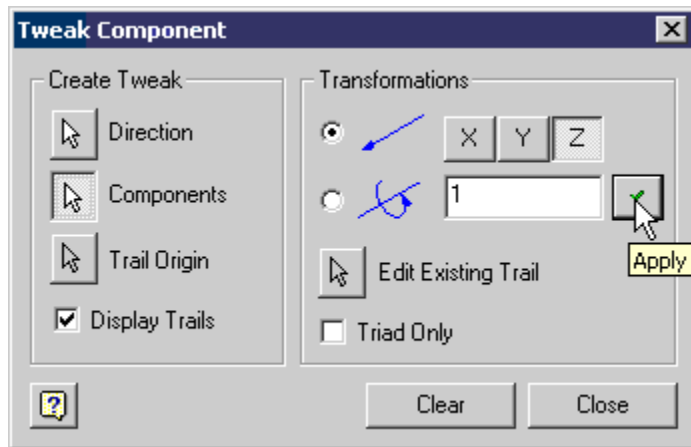 Tweak Component
Create Tweak
Direction
Components
Trail Origin
Display Trails
Transformations
X Y Z
1
Apply
Edit Existing Trail
Triad Only
?
Clear Close